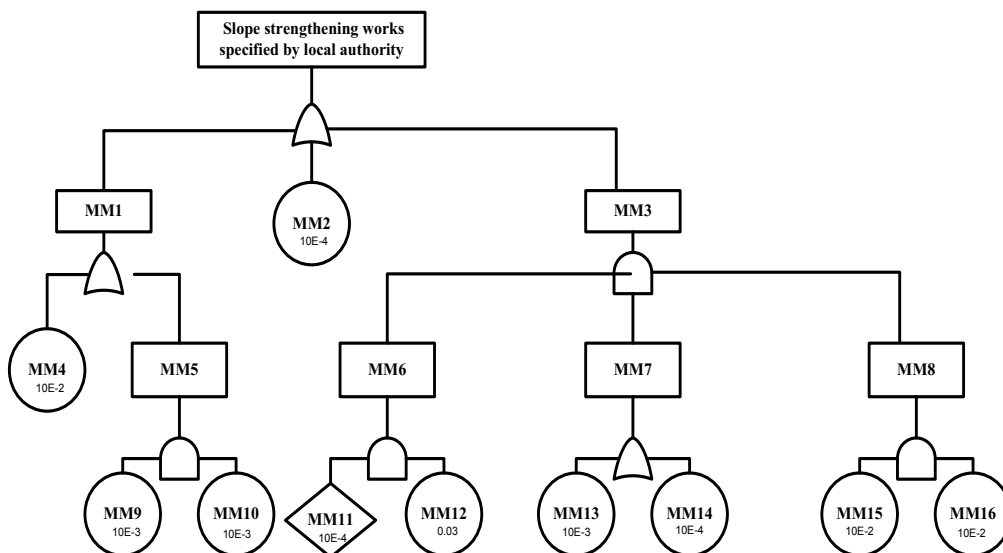 Slope strengthening works
specified by local authority
MM1
MM2
10E-4
MM3
MM4
10E-2
MM5
MM6
MM7
MM8
MM9
10E-3
MM10
10E-3
MM11
10E-4
MM12
0.03
MM13
10E-3
MM14
10E-4
MM15
10E-2
MM16
10E-2